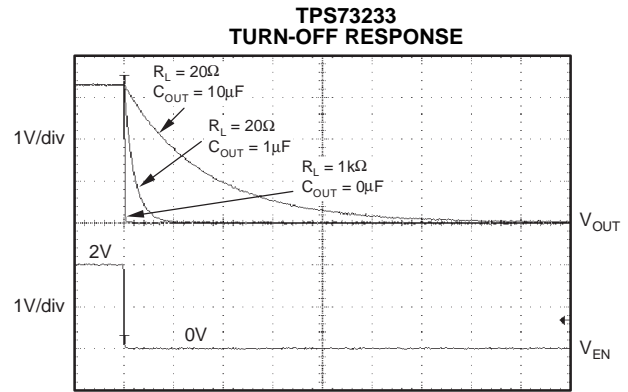 TPS73233
TURN-OFF RESPONSE
R_L = 20Ω
C_OUT = 10μF
1V/div
R_L = 20Ω
C_OUT = 1μF
R_L = 1kΩ
C_OUT = 0μF
V_OUT
2V
1V/div
0V
V_EN